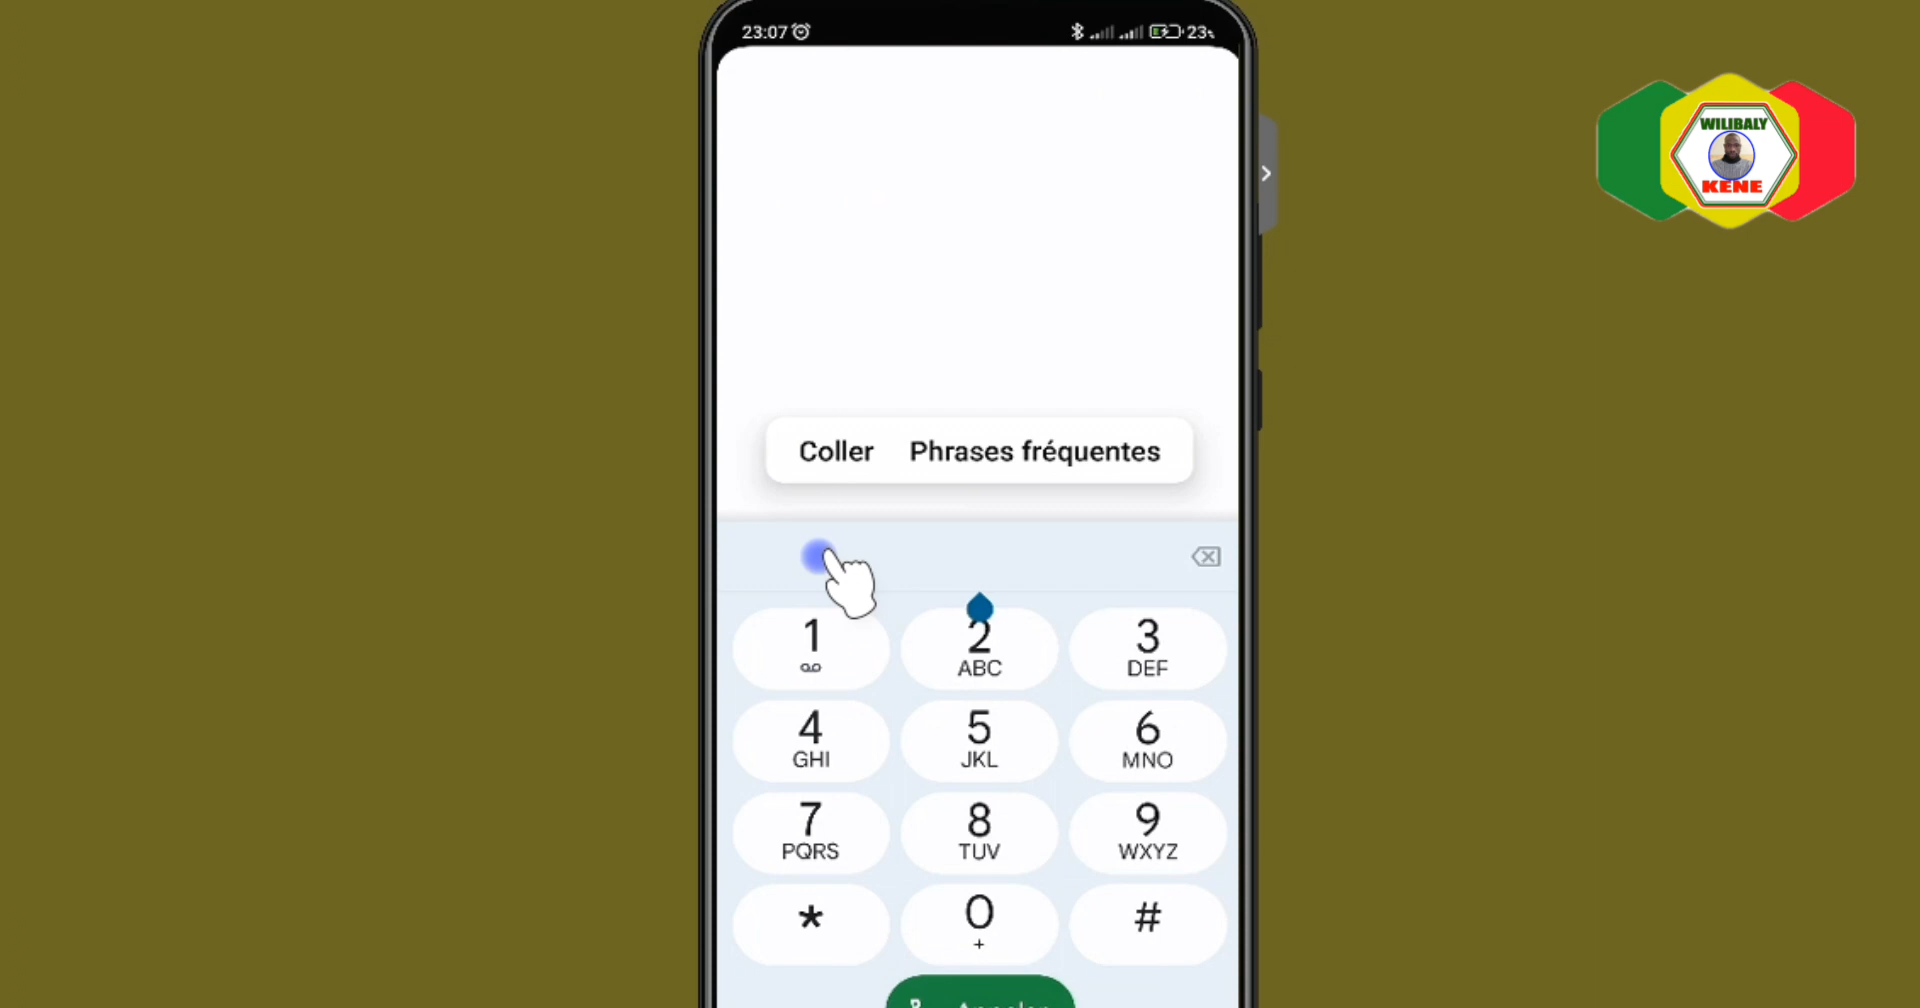 23:07
23%
WILIBALY
KENE
Coller Phrases fréquentes
1 2 3
ABC DEF
4 5 6
GHI JKL MNO
7 8 9
PQRS TUV WXYZ
* 0 #
+